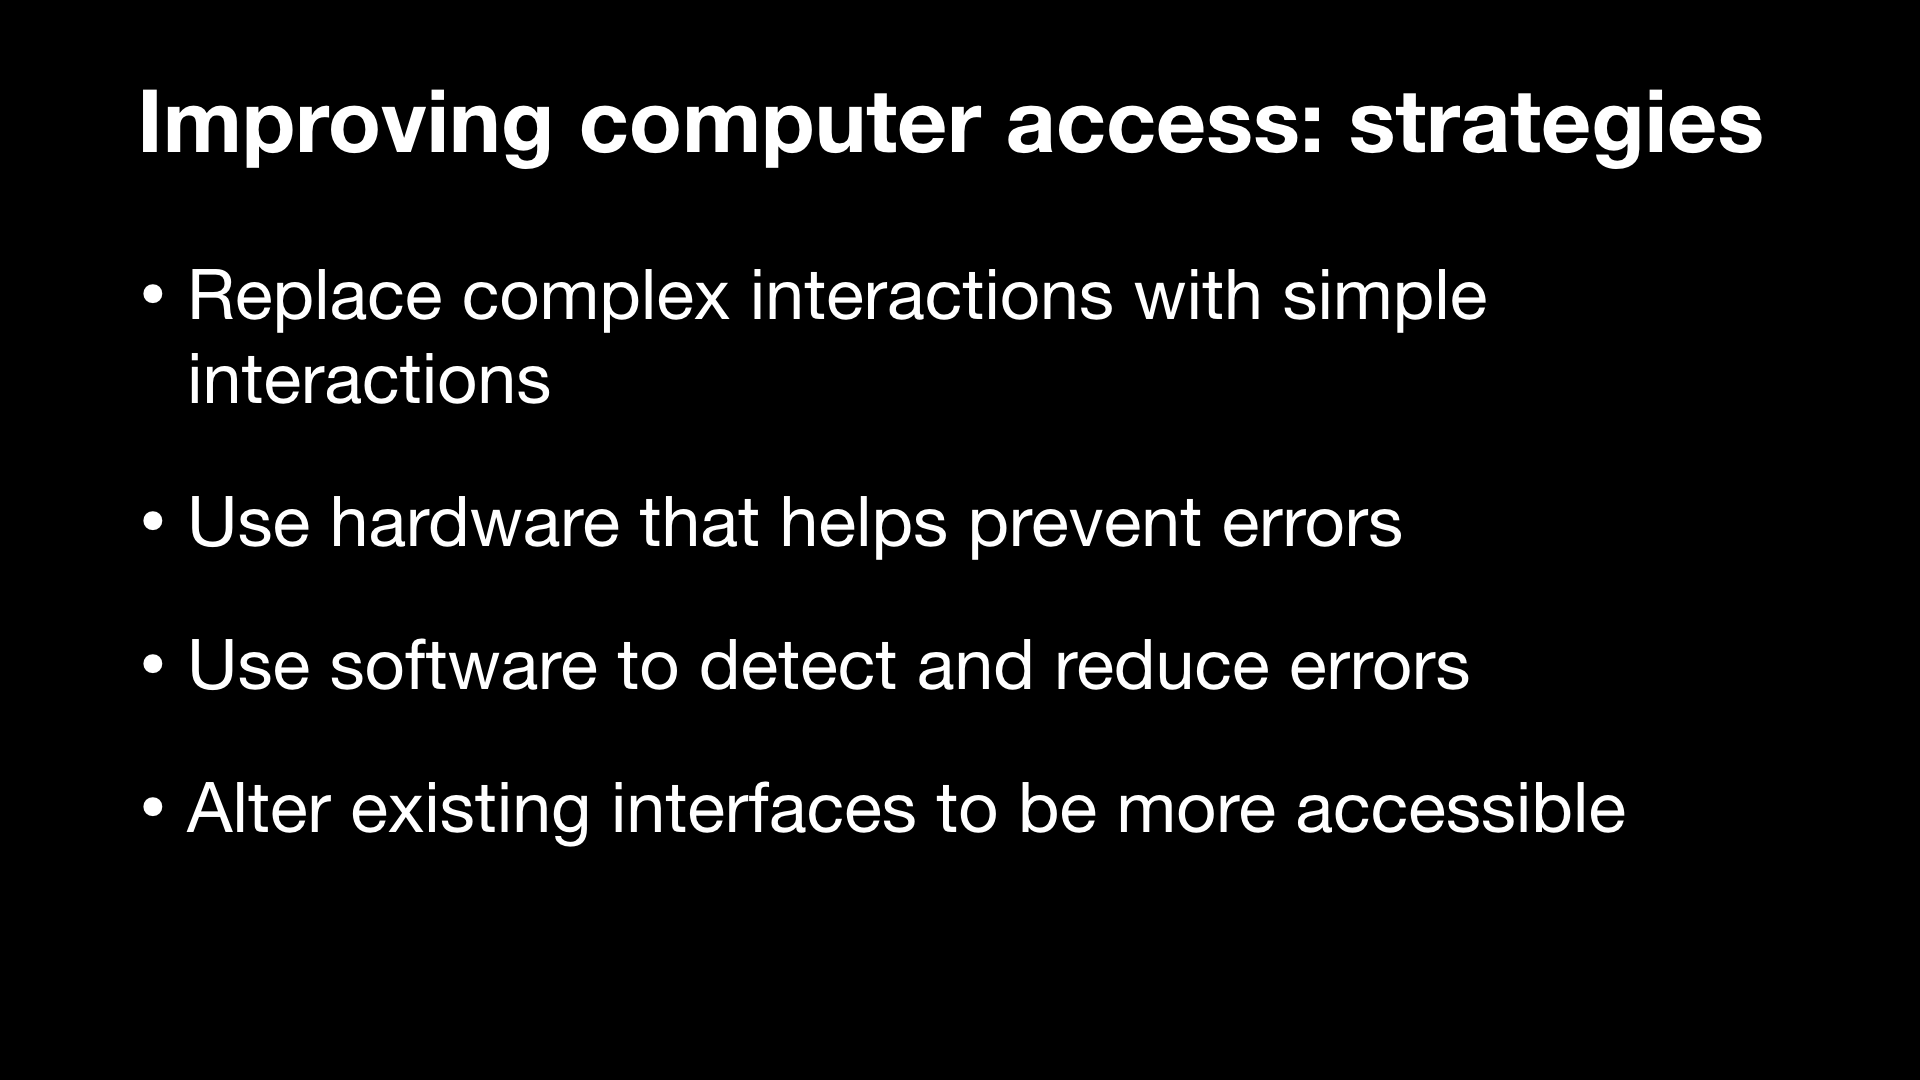 Improving computer access: strategies
• Replace complex interactions with simple
interactions
• Use hardware that helps prevent errors
• Use software to detect and reduce errors
• Alter existing interfaces to be more accessible